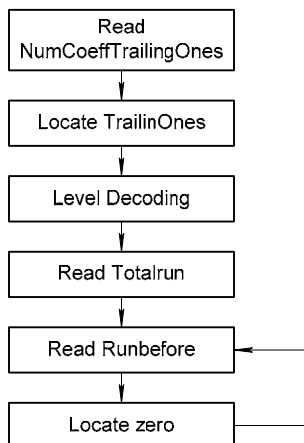 Read
NumCoeffTrailingOnes
Locate TrailinOnes
Level Decoding
Read Totalrun
Read Runbefore
Locate zero